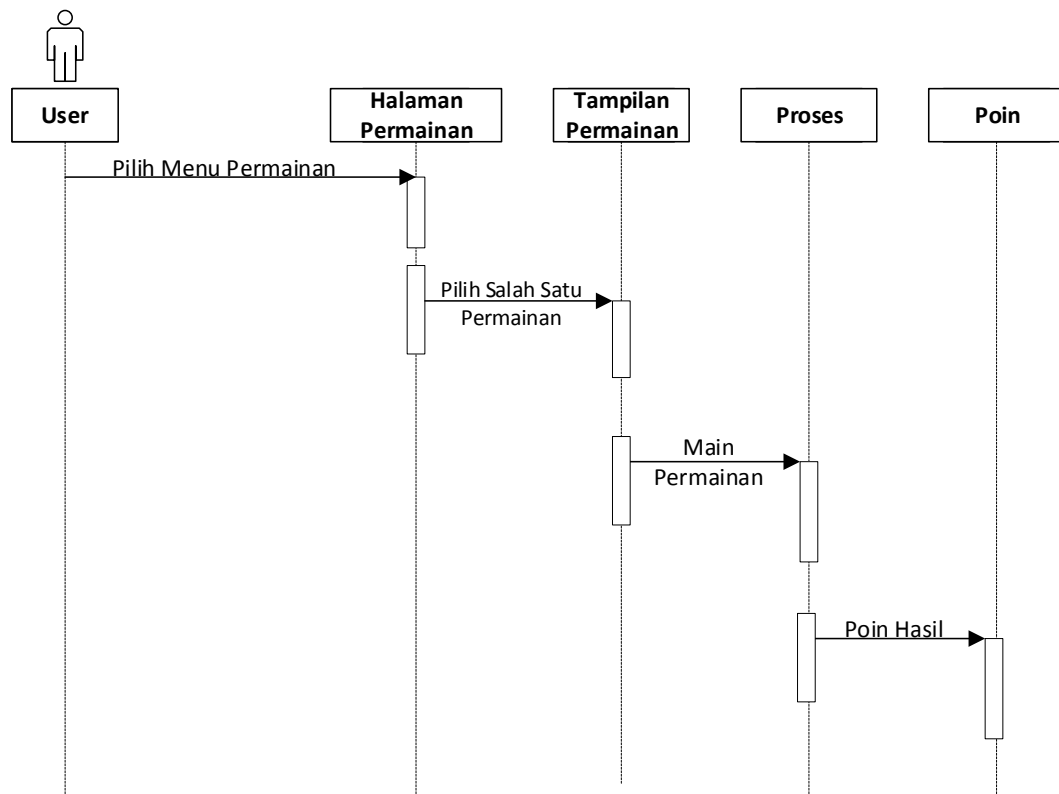 User
Halaman
Permainan
Tampilan
Permainan
Proses
Poin
Pilih Menu Permainan
Pilih Salah Satu
Permainan
Main
Permainan
Poin Hasil